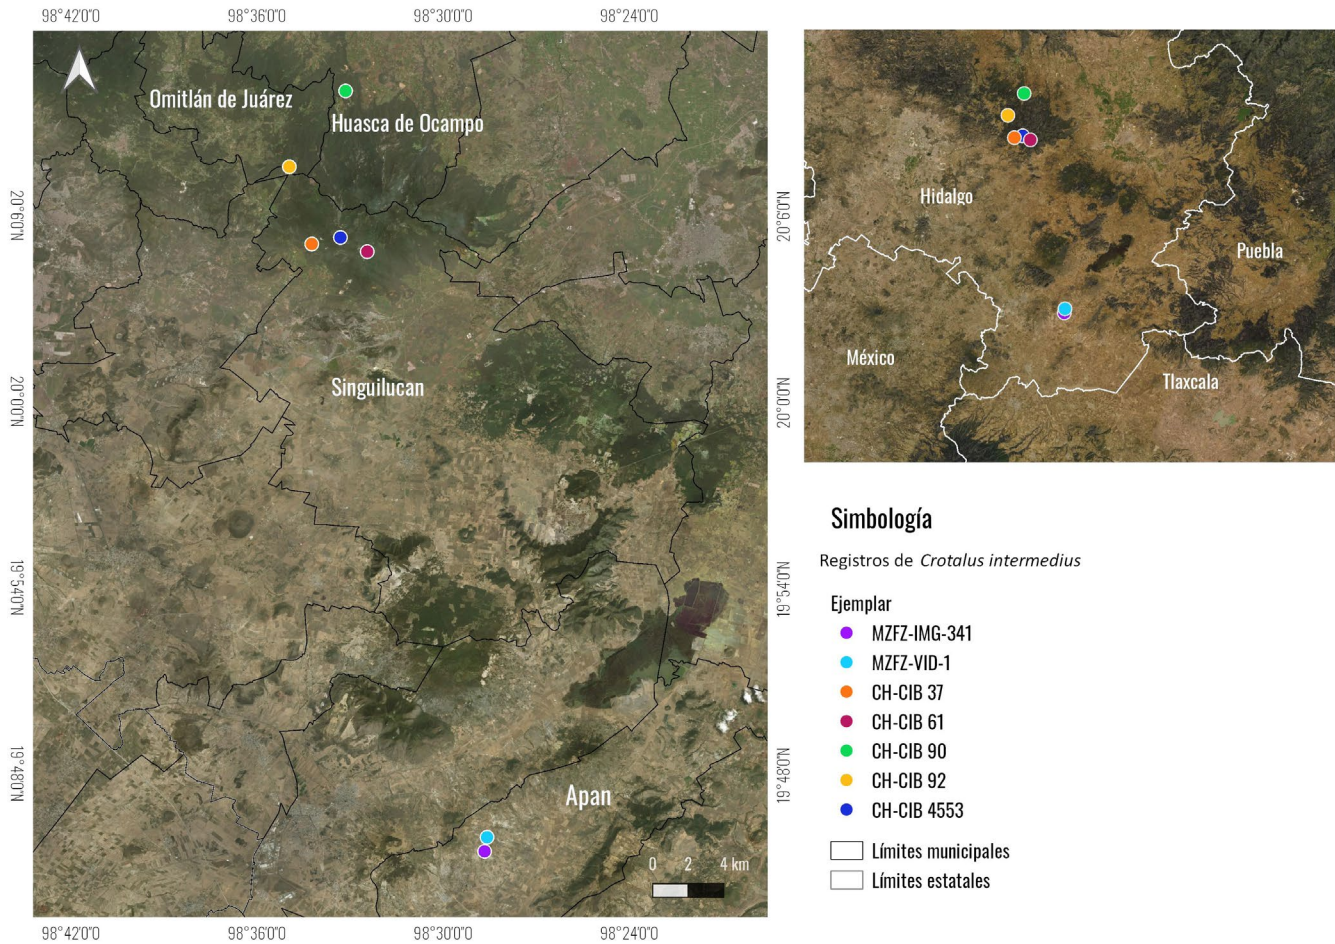 98°42'0"O 98°36'0"O 98°30'0"O 98°24'0"O
Omitlán de Juárez
Huasca de Ocampo
20°6'0"N
20°6'0"N
Singuilucan
20°0'0"N
20°0'0"N
19°54'0"N
19°54'0"N
19°48'0"N
19°48'0"N
Apan
0 2 4 km
98°42'0"O 98°36'0"O 98°30'0"O 98°24'0"O
Hidalgo
Puebla
México
Tlaxcala
Simbología
Registros de Crotalus intermedius
Ejemplar
MZFZ-IMG-341
MZFZ-VID-1
CH-CIB 37
CH-CIB 61
CH-CIB 90
CH-CIB 92
CH-CIB 4553
Límites municipales
Límites estatales